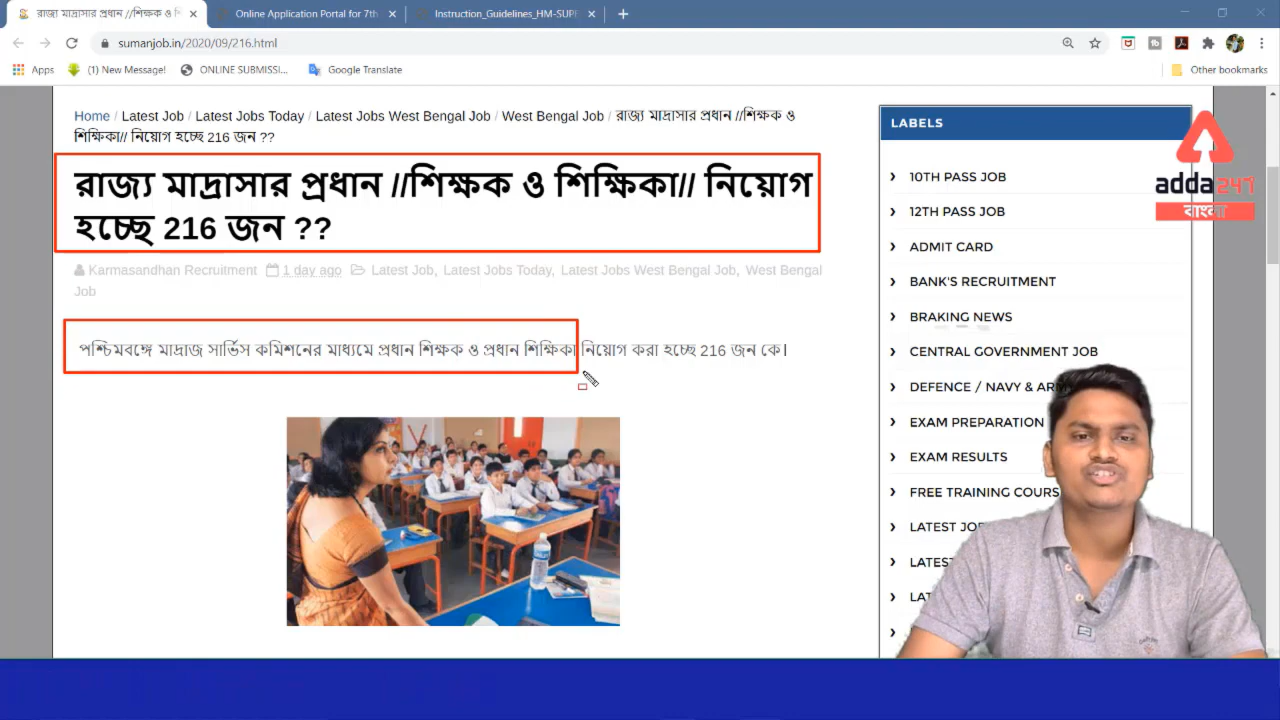 রাজ্য মাদ্রাসার প্রধান //শিক্ষক ও শি
Online Application Portal for 7th
Instruction_Guidelines_HM-SUPE
sumanjob.in/2020/09/216.html
Apps
(1) New Message!
ONLINE SUBMISSI...
Google Translate
Other bookmarks
Home / Latest Job / Latest Jobs Today / Latest Jobs West Bengal Job / West Bengal Job / রাজ্য মাদ্রাসার প্রধান //শিক্ষক ও
শিক্ষিকা// নিয়োগ হচ্ছে 216 জন ??
রাজ্য মাদ্রাসার প্রধান //শিক্ষক ও শিক্ষিকা// নিয়োগ
হচ্ছে 216 জন ??
Karmasandhan Recruitment 1 day ago Latest Job, Latest Jobs Today, Latest Jobs West Bengal Job, West Bengal
Job
পশ্চিমবঙ্গে মাদ্রাজ সার্ভিস কমিশনের মাধ্যমে প্রধান শিক্ষক ও প্রধান শিক্ষিকা নিয়োগ করা হচ্ছে 216 জন কে।
LABELS
10TH PASS JOB
12TH PASS JOB
ADMIT CARD
BANK'S RECRUITMENT
BRAKING NEWS
CENTRAL GOVERNMENT JOB
DEFENCE / NAVY & ARM
EXAM PREPARATION
EXAM RESULTS
FREE TRAINING COURS
LATEST JO
LATES
LA
adda247
বাংলা